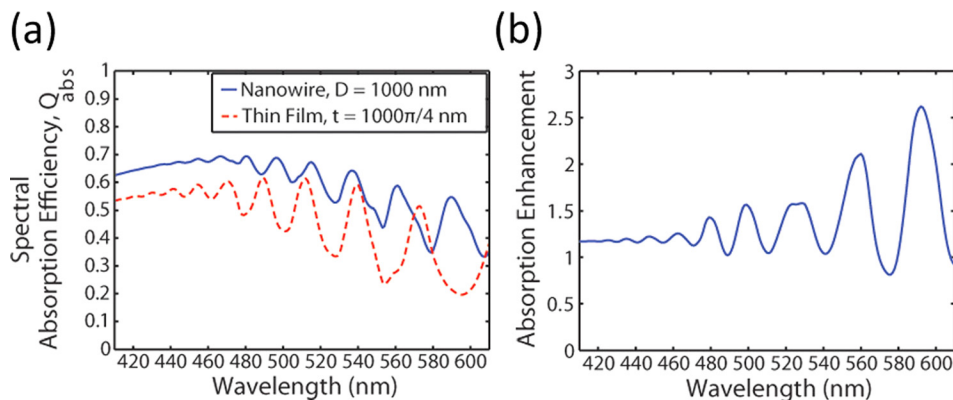 (a)
Spectral
Absorption Efficiency, Q_abs
1
0.9
0.8
0.7
0.6
0.5
0.4
0.3
0.2
0.1
0
Nanowire, D = 1000 nm
Thin Film, t = 1000π/4 nm
420 440 460 480 500 520 540 560 580 600
Wavelength (nm)
(b)
Absorption Enhancement
3
2.5
2
1.5
1
0.5
0
420 440 460 480 500 520 540 560 580 600
Wavelength (nm)